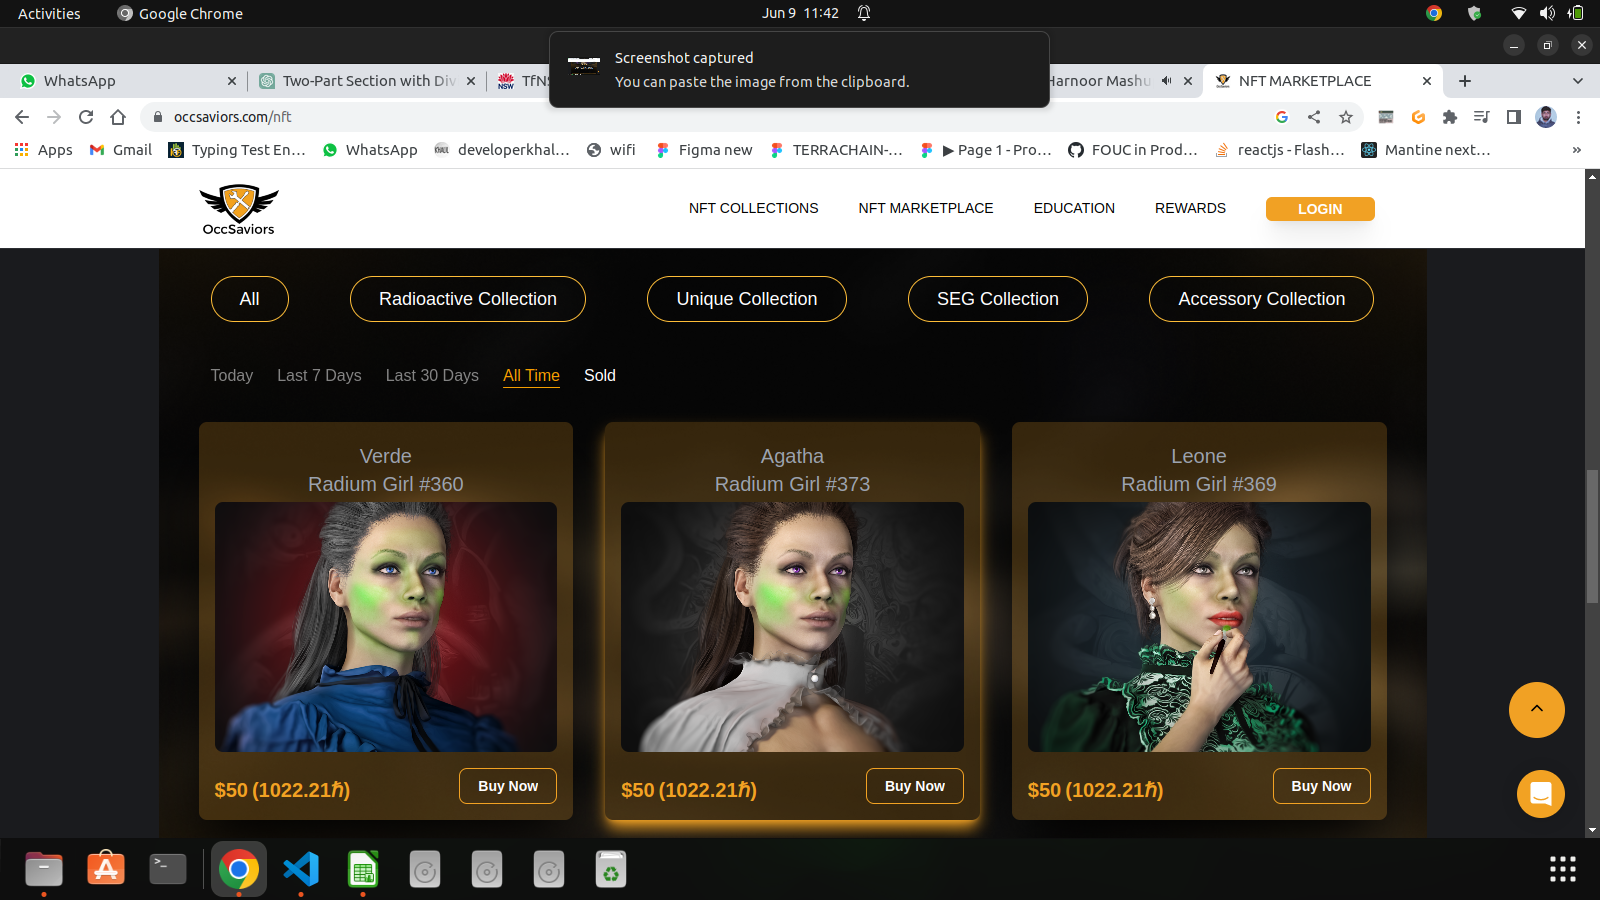 Activities
Google Chrome
Jun 9 11:42
Screenshot captured
You can paste the image from the clipboard.
WhatsApp
Two-Part Section with Div
TfNS
Harnoor Mashu
NFT MARKETPLACE
occsaviors.com/nft
Apps
Gmail
Typing Test En...
WhatsApp
developerkhal...
wifi
Figma new
TERRACHAIN-...
▶ Page 1 - Pro...
FOUC in Prod...
reactjs - Flash...
Mantine next...
»
OccSaviors
NFT COLLECTIONS
NFT MARKETPLACE
EDUCATION
REWARDS
LOGIN
All
Radioactive Collection
Unique Collection
SEG Collection
Accessory Collection
Today
Last 7 Days
Last 30 Days
All Time
Sold
Verde
Radium Girl #360
Agatha
Radium Girl #373
Leone
Radium Girl #369
$50 (1022.21ℏ)
Buy Now
$50 (1022.21ℏ)
Buy Now
$50 (1022.21ℏ)
Buy Now